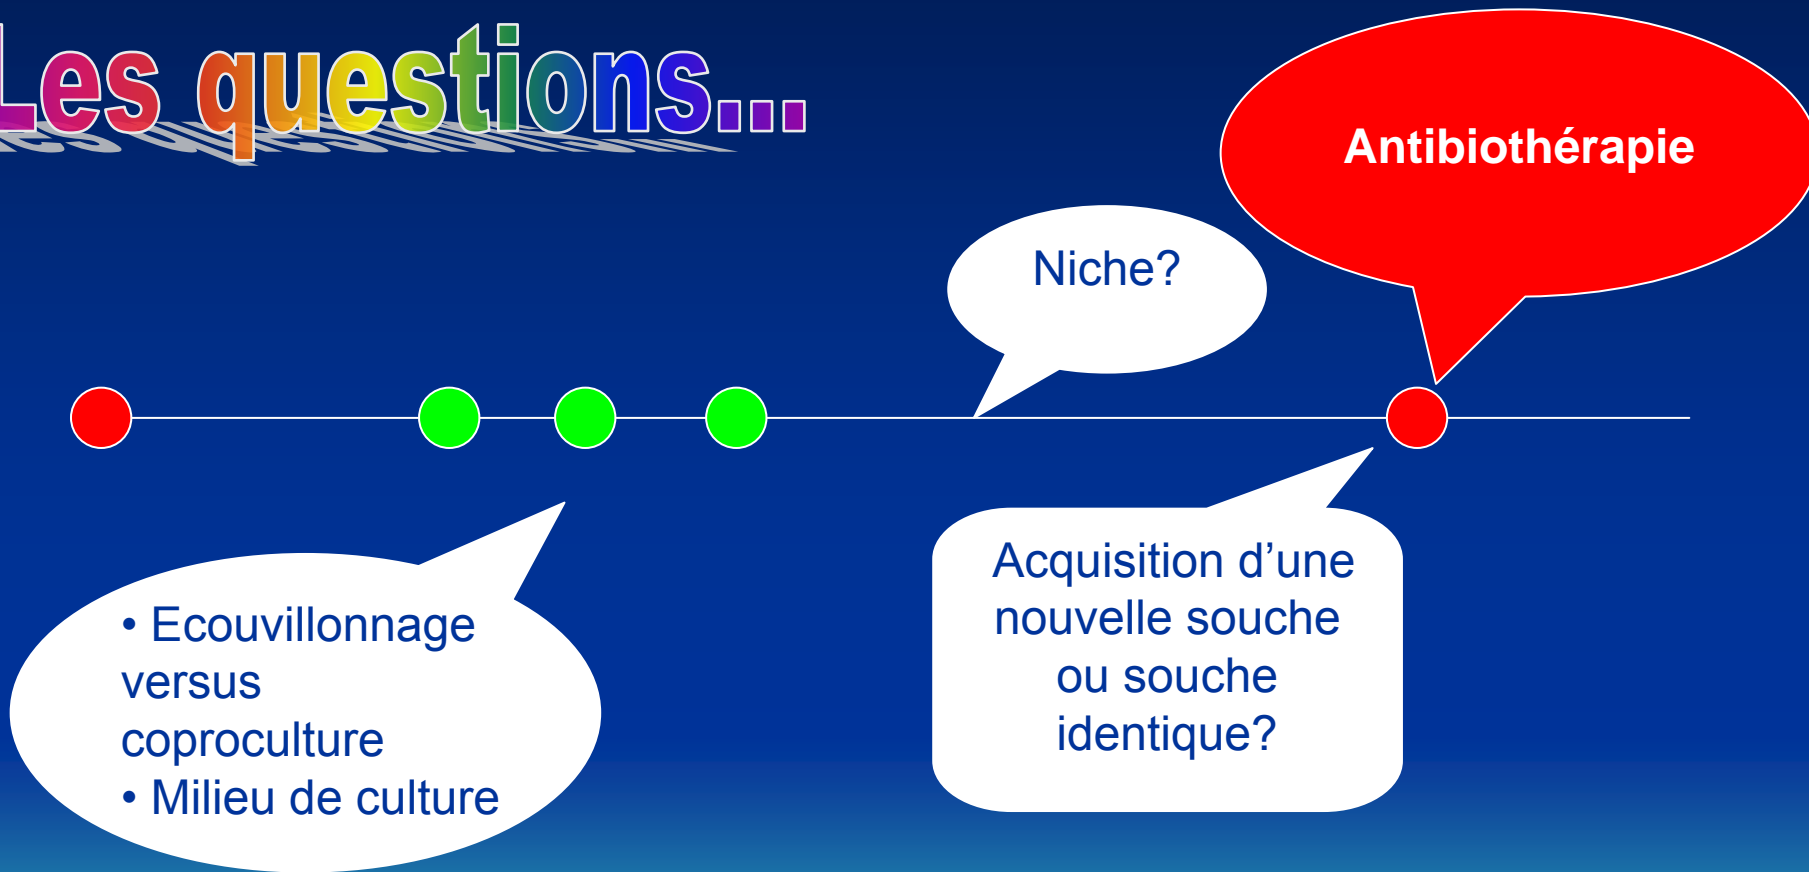 Les questions...
Antibiothérapie
Niche?
• Ecouvillonnage
versus
coproculture
• Milieu de culture
Acquisition d’une
nouvelle souche
ou souche
identique?